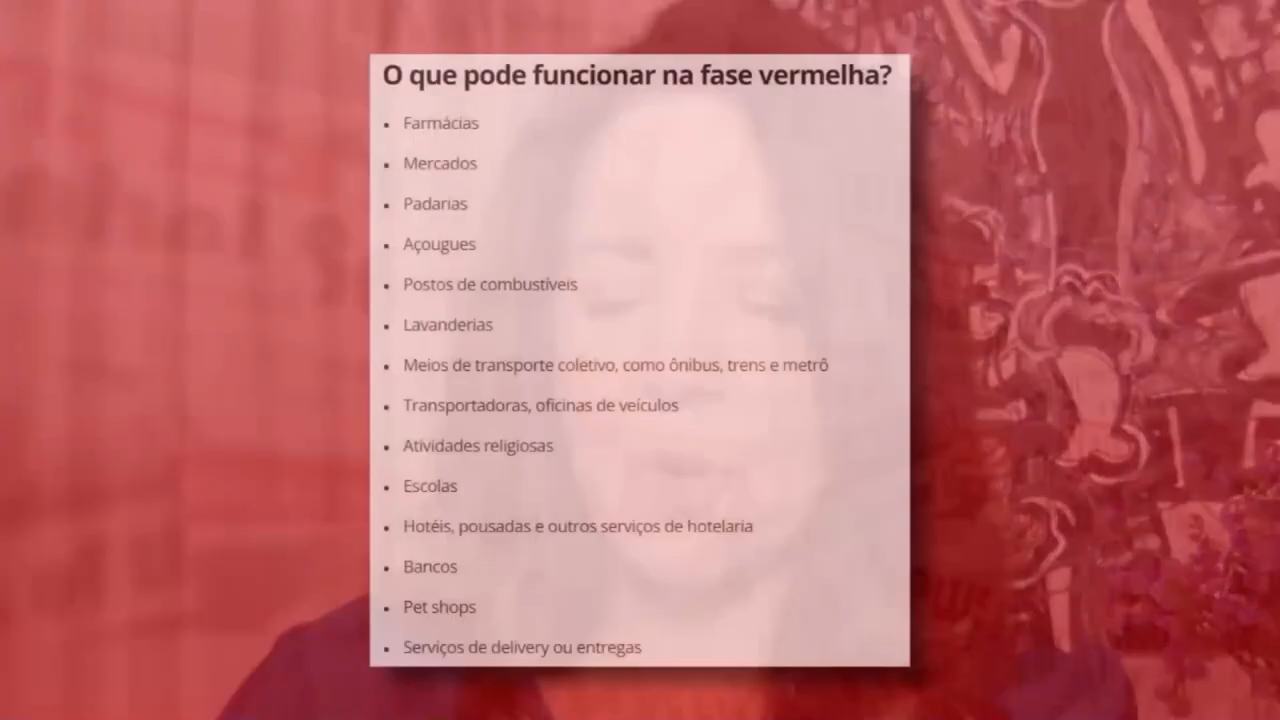 O que pode funcionar na fase vermelha?
Farmácias
Mercados
Padarias
Açougues
Postos de combustíveis
Lavanderias
Meios de transporte coletivo, como ônibus, trens e metrô
Transportadoras, oficinas de veículos
Atividades religiosas
Escolas
Hotéis, pousadas e outros serviços de hotelaria
Bancos
Pet shops
Serviços de delivery ou entregas